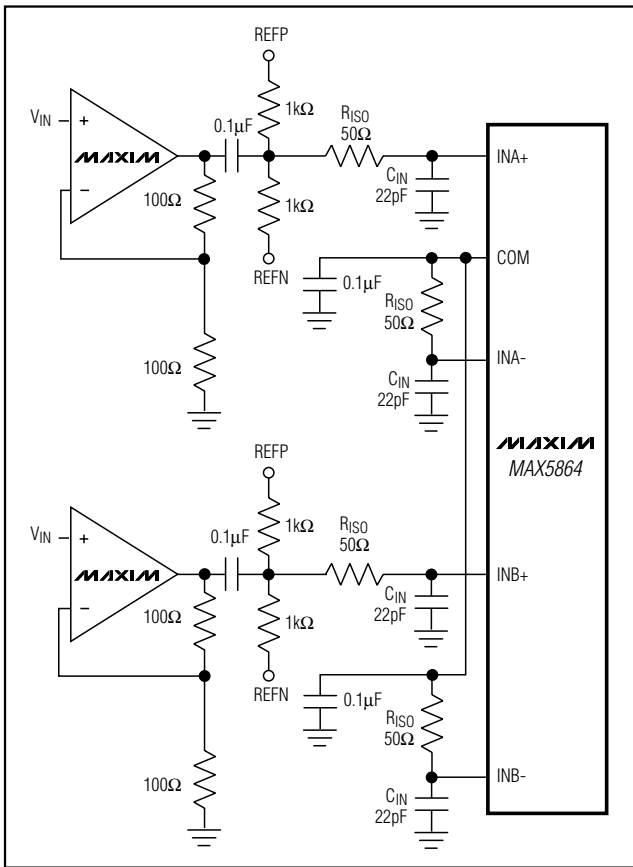 REFP
VIN
+
−
MAXIM
0.1µF
1kΩ
1kΩ
RISO
50Ω
INA+
CIN
22pF
100Ω
REFN
COM
0.1µF
RISO
50Ω
INA-
100Ω
CIN
22pF
MAXIM
MAX5864
REFP
VIN
+
−
MAXIM
0.1µF
1kΩ
1kΩ
RISO
50Ω
INB+
CIN
22pF
100Ω
REFN
0.1µF
RISO
50Ω
INB-
100Ω
CIN
22pF